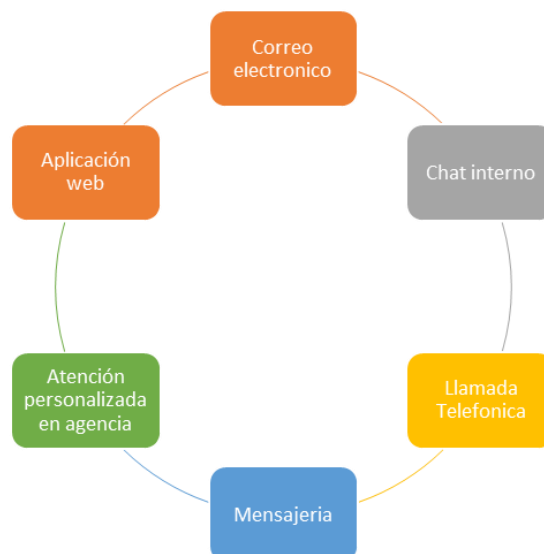 Correo
electronico
Chat interno
Llamada
Telefonica
Mensajeria
Atención
personalizada
en agencia
Aplicación
web